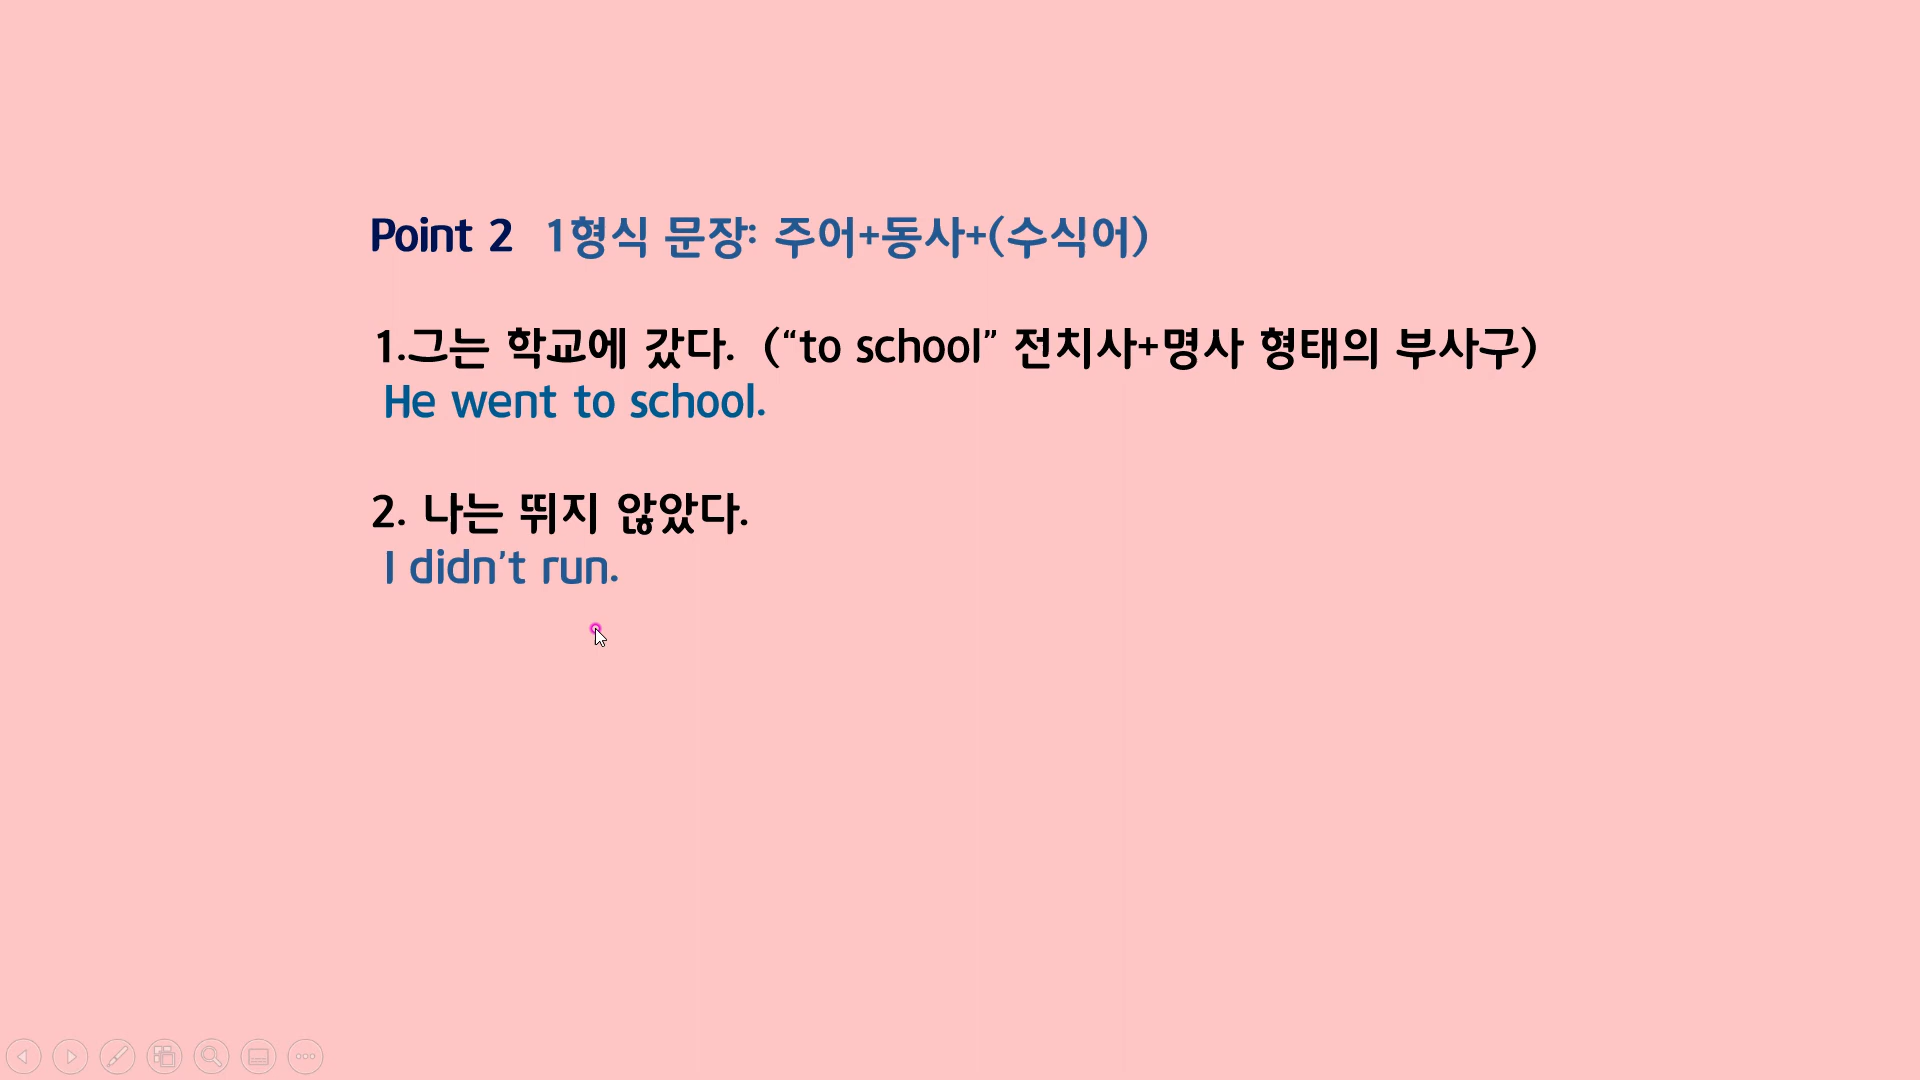 Point 2 1형식 문장: 주어+동사+(수식어)
1.그는 학교에 갔다. (“to school” 전치사+명사 형태의 부사구)
He went to school.
2. 나는 뛰지 않았다.
I didn’t run.